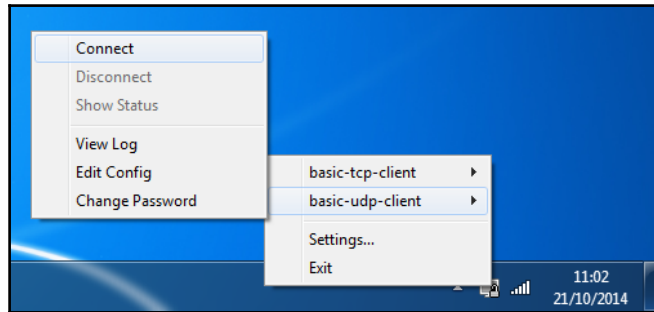 Connect
Disconnect
Show Status
View Log
Edit Config
Change Password
basic-tcp-client
basic-udp-client
Settings...
Exit
11:02
21/10/2014